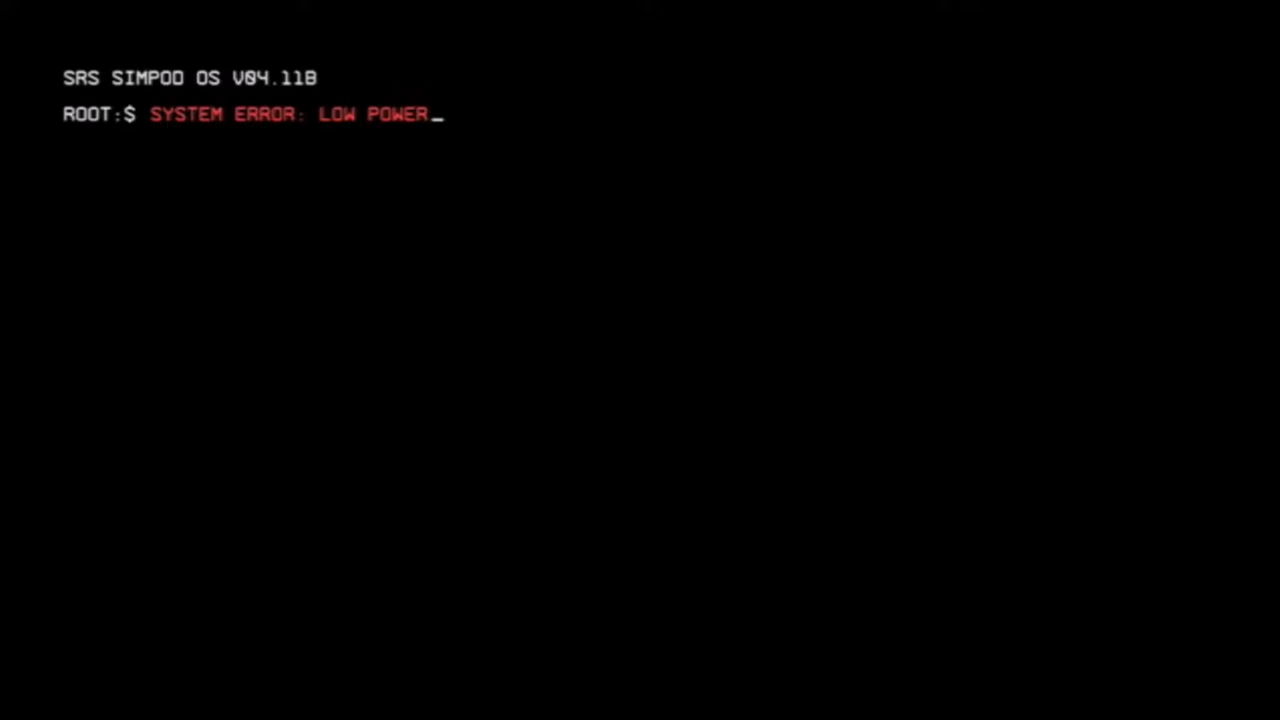 SRS SIMPOD OS V04.11B
ROOT:$ SYSTEM ERROR: LOW POWER_